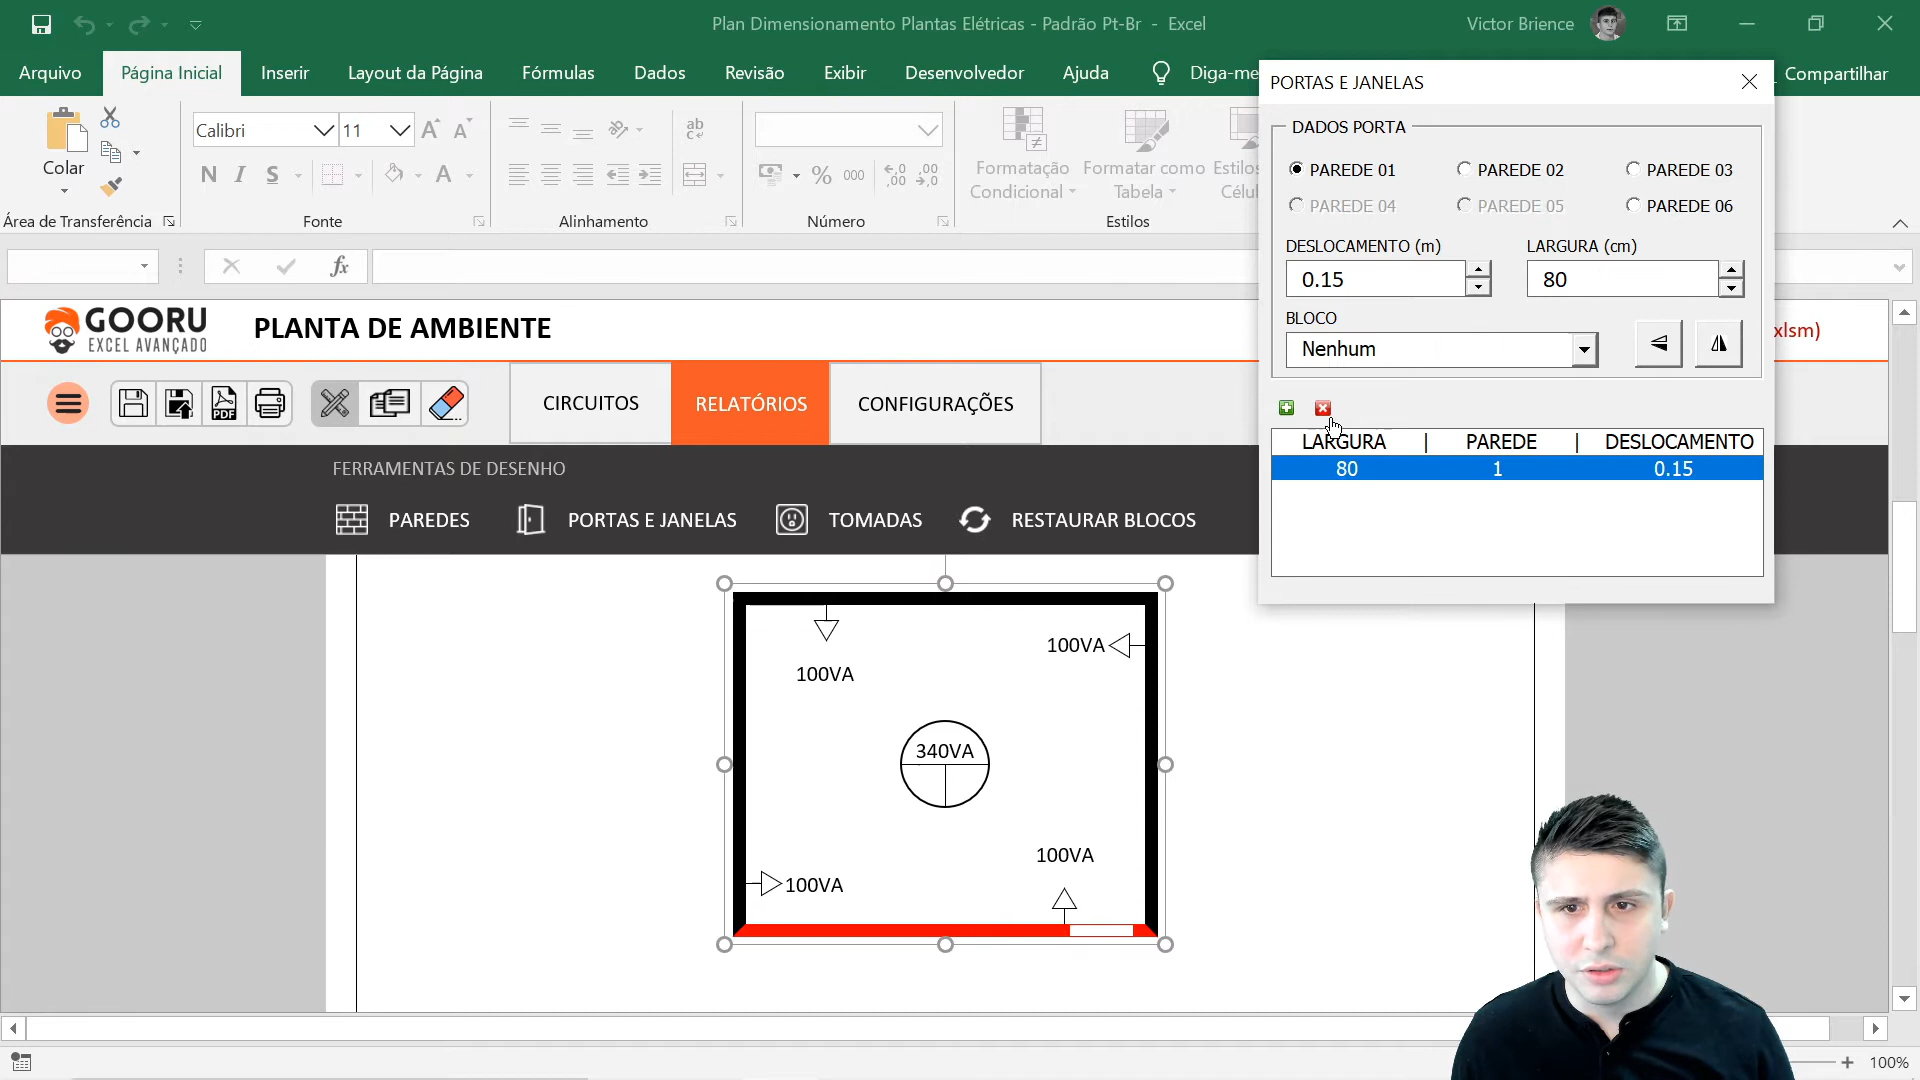 Plan Dimensionamento Plantas Elétricas - Padrão Pt-Br - Excel
Victor Brience
Arquivo
Página Inicial
Inserir
Layout da Página
Fórmulas
Dados
Revisão
Exibir
Desenvolvedor
Ajuda
Diga-me
Compartilhar
Colar
Área de Transferência
Calibri
11
N I S
A
Fonte
ab
Alinhamento
% 000
Número
Formatação
Condicional
Formatar como
Tabela
Estilos
Célul
Estilos
fx
GOORU
EXCEL AVANÇADO
PLANTA DE AMBIENTE
xlsm)
PDF
CIRCUITOS
RELATÓRIOS
CONFIGURAÇÕES
FERRAMENTAS DE DESENHO
PAREDES
PORTAS E JANELAS
TOMADAS
RESTAURAR BLOCOS
PORTAS E JANELAS
DADOS PORTA
PAREDE 01
PAREDE 02
PAREDE 03
PAREDE 04
PAREDE 05
PAREDE 06
DESLOCAMENTO (m)
LARGURA (cm)
0.15
80
BLOCO
Nenhum
LARGURA | PAREDE | DESLOCAMENTO
80 1 0.15
100VA
100VA
340VA
100VA
100VA
100%